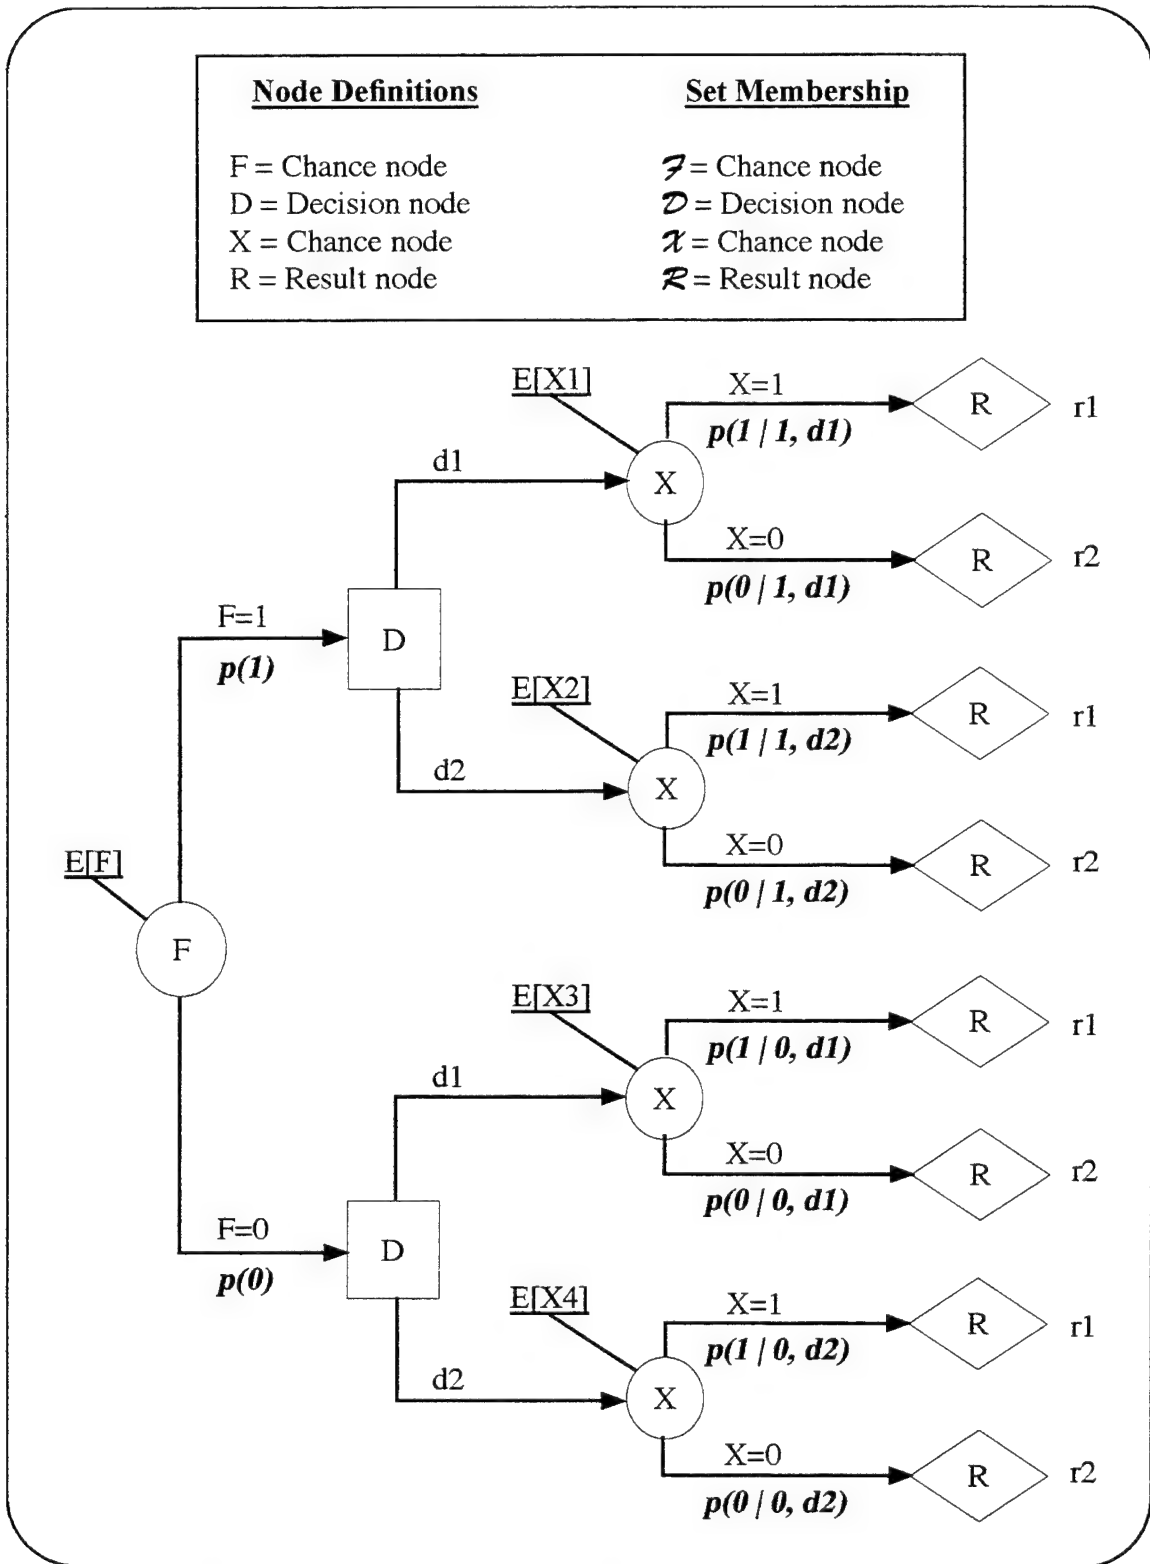 Node Definitions
Set Membership
F = Chance node
D = Decision node
X = Chance node
R = Result node
ℱ = Chance node
𝒟 = Decision node
𝒳 = Chance node
ℛ = Result node
E[X1]
X=1
p(1 / 1, d1)
R
r1
d1
X
X=0
p(0 / 1, d1)
R
r2
F=1
p(1)
D
E[X2]
X=1
p(1 / 1, d2)
R
r1
d2
X
X=0
p(0 / 1, d2)
R
r2
E[F]
F
E[X3]
X=1
p(1 / 0, d1)
R
r1
d1
X
X=0
p(0 / 0, d1)
R
r2
F=0
p(0)
D
E[X4]
X=1
p(1 / 0, d2)
R
r1
d2
X
X=0
p(0 / 0, d2)
R
r2